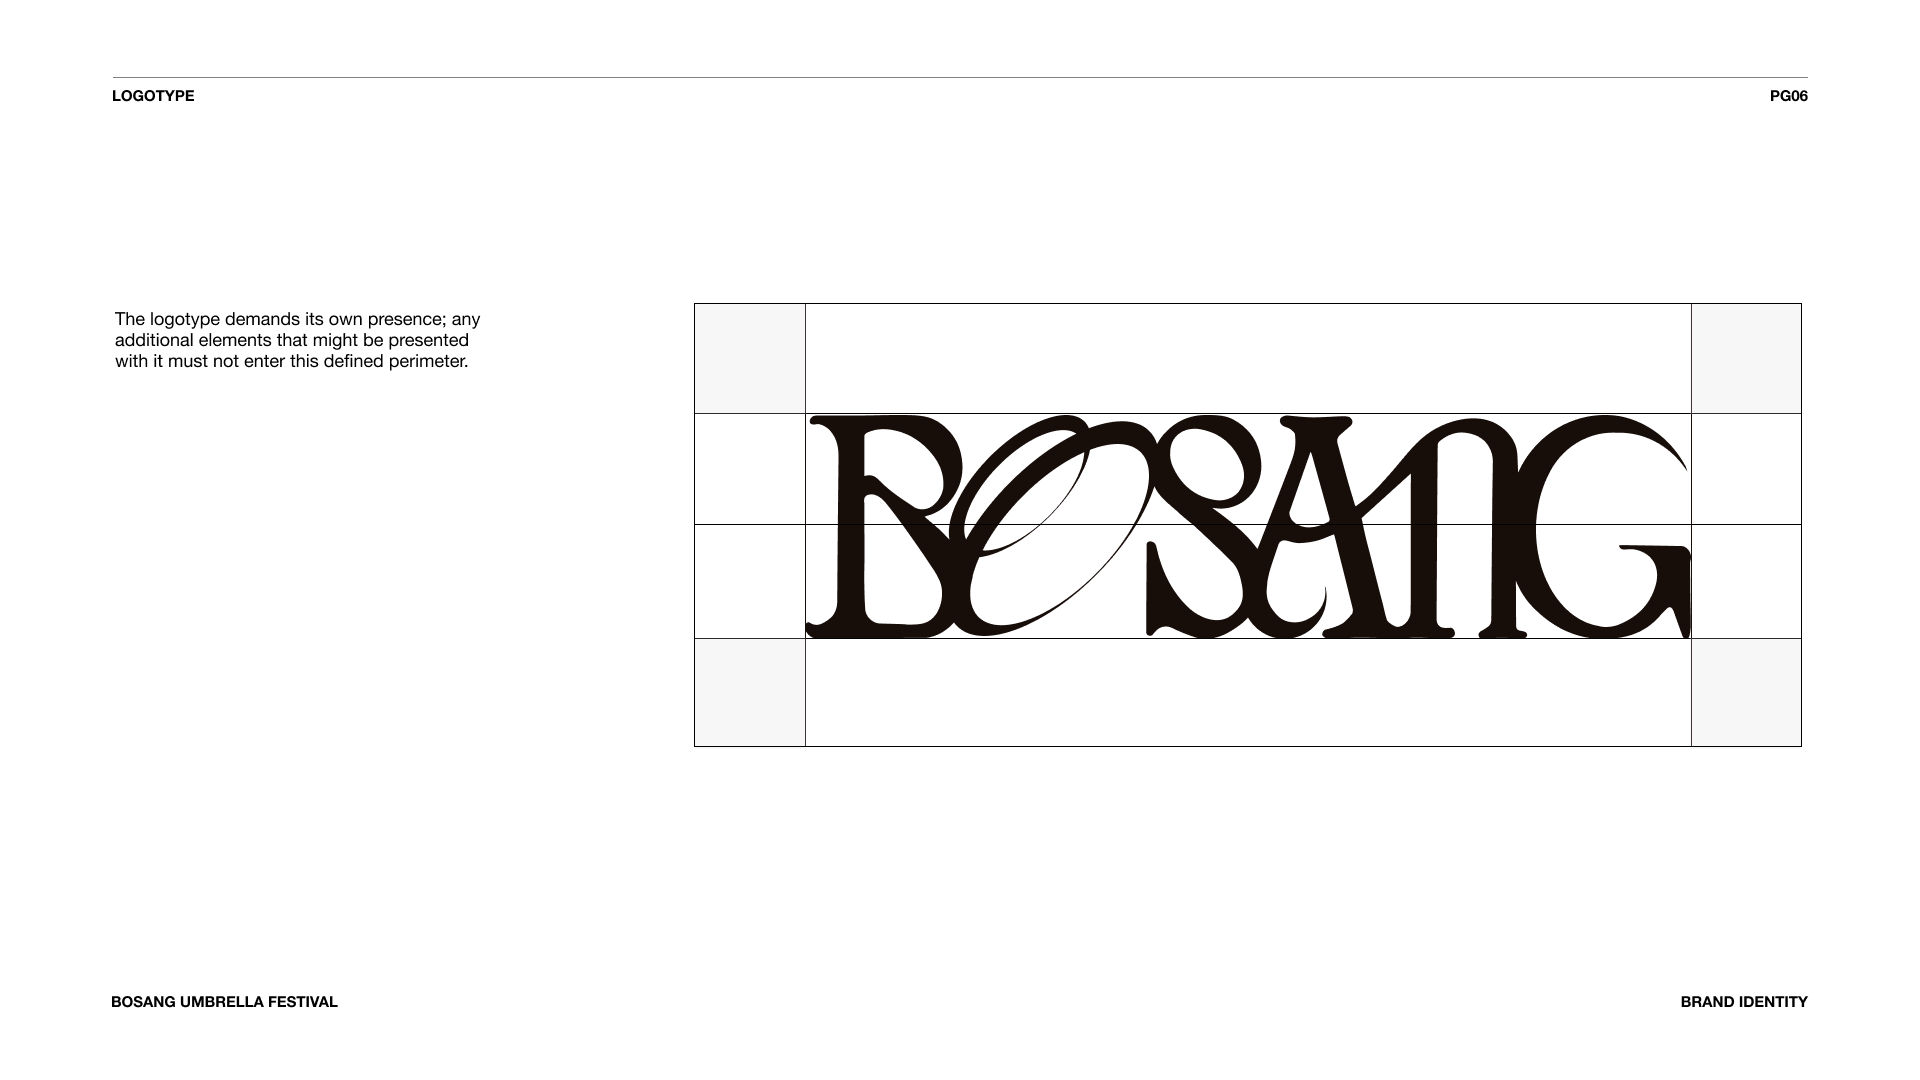 LOGOTYPE
PG06
The logotype demands its own presence; any
additional elements that might be presented
with it must not enter this defined perimeter.
BOSANG
BOSANG UMBRELLA FESTIVAL
BRAND IDENTITY